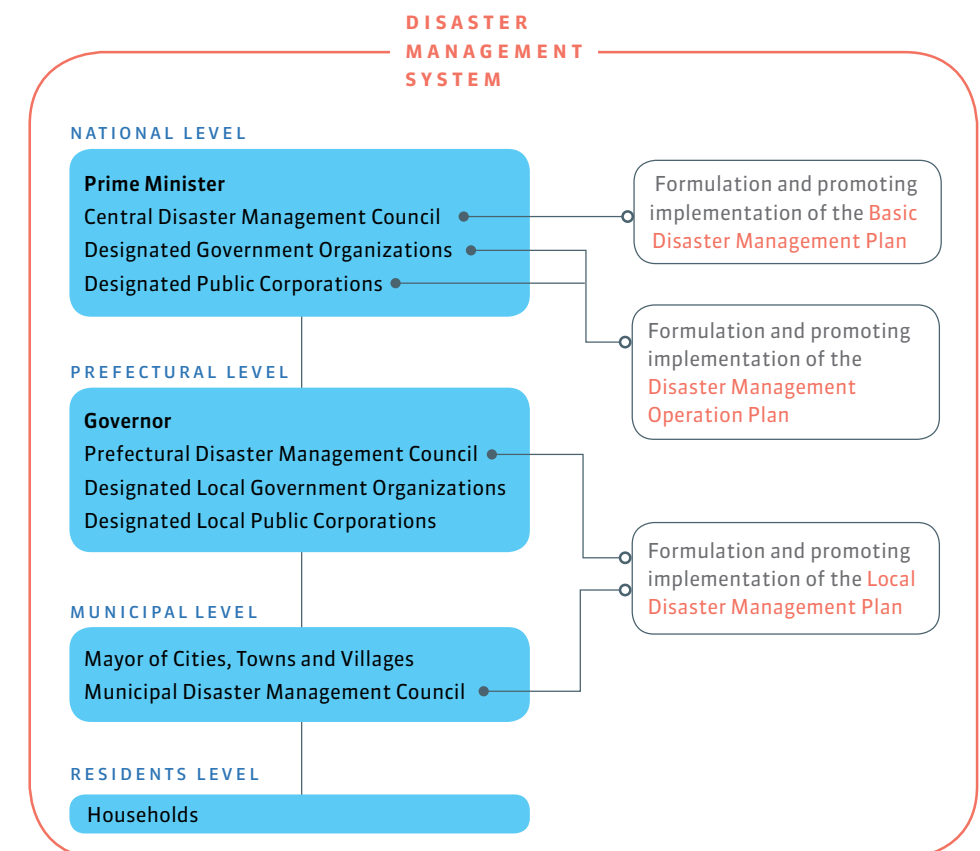 DISASTER
MANAGEMENT
SYSTEM
NATIONAL LEVEL
Prime Minister
Central Disaster Management Council
Designated Government Organizations
Designated Public Corporations
Formulation and promoting
implementation of the Basic
Disaster Management Plan
Formulation and promoting
implementation of the
Disaster Management
Operation Plan
PREFECTURAL LEVEL
Governor
Prefectural Disaster Management Council
Designated Local Government Organizations
Designated Local Public Corporations
Formulation and promoting
implementation of the Local
Disaster Management Plan
MUNICIPAL LEVEL
Mayor of Cities, Towns and Villages
Municipal Disaster Management Council
RESIDENTS LEVEL
Households